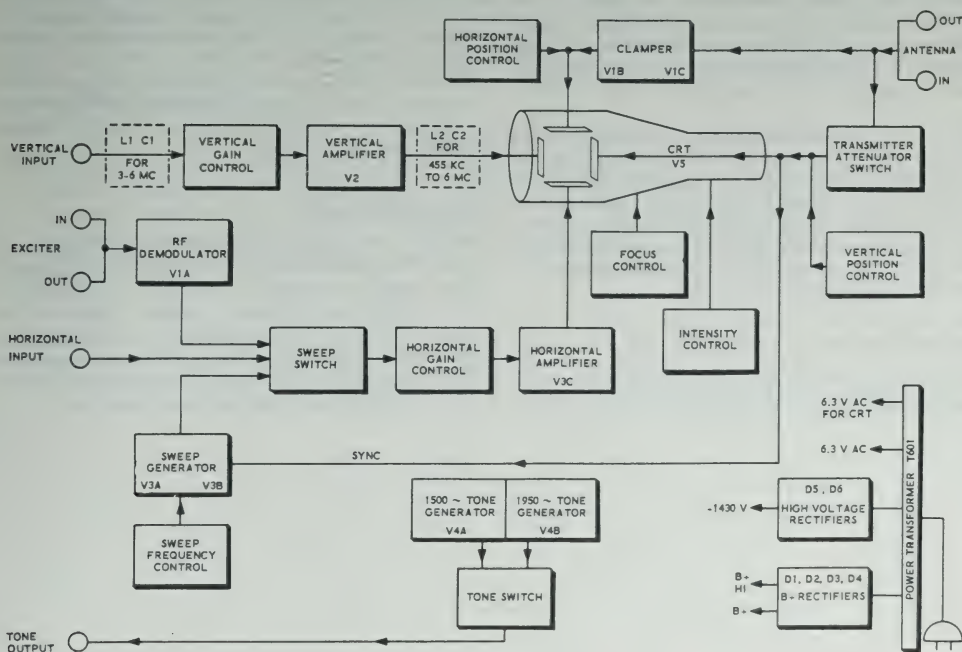 HORIZONTAL
POSITION
CONTROL
CLAMPER
V1B V1C
OUT
ANTENNA
IN
VERTICAL
INPUT
L1 C1
FOR
3-6 MC
VERTICAL
GAIN
CONTROL
VERTICAL
AMPLIFIER
V2
L2 C2
FOR
455 KC
TO 6 MC
CRT
V5
TRANSMITTER
ATTENUATOR
SWITCH
IN
EXCITER
OUT
RF
DEMODULATOR
V1A
FOCUS
CONTROL
VERTICAL
POSITION
CONTROL
HORIZONTAL
INPUT
SWEEP
SWITCH
HORIZONTAL
GAIN
CONTROL
HORIZONTAL
AMPLIFIER
V3C
INTENSITY
CONTROL
SWEEP
GENERATOR
V3A V3B
SYNC
SWEEP
FREQUENCY
CONTROL
1500 ~ TONE
GENERATOR
V4A
1950 ~ TONE
GENERATOR
V4B
TONE SWITCH
TONE
OUTPUT
6.3 V AC
FOR CRT
6.3 V AC
-1430 V
D5, D6
HIGH VOLTAGE
RECTIFIERS
B+
HI
B+
D1, D2, D3, D4
B+ RECTIFIERS
POWER TRANSFORMER T601